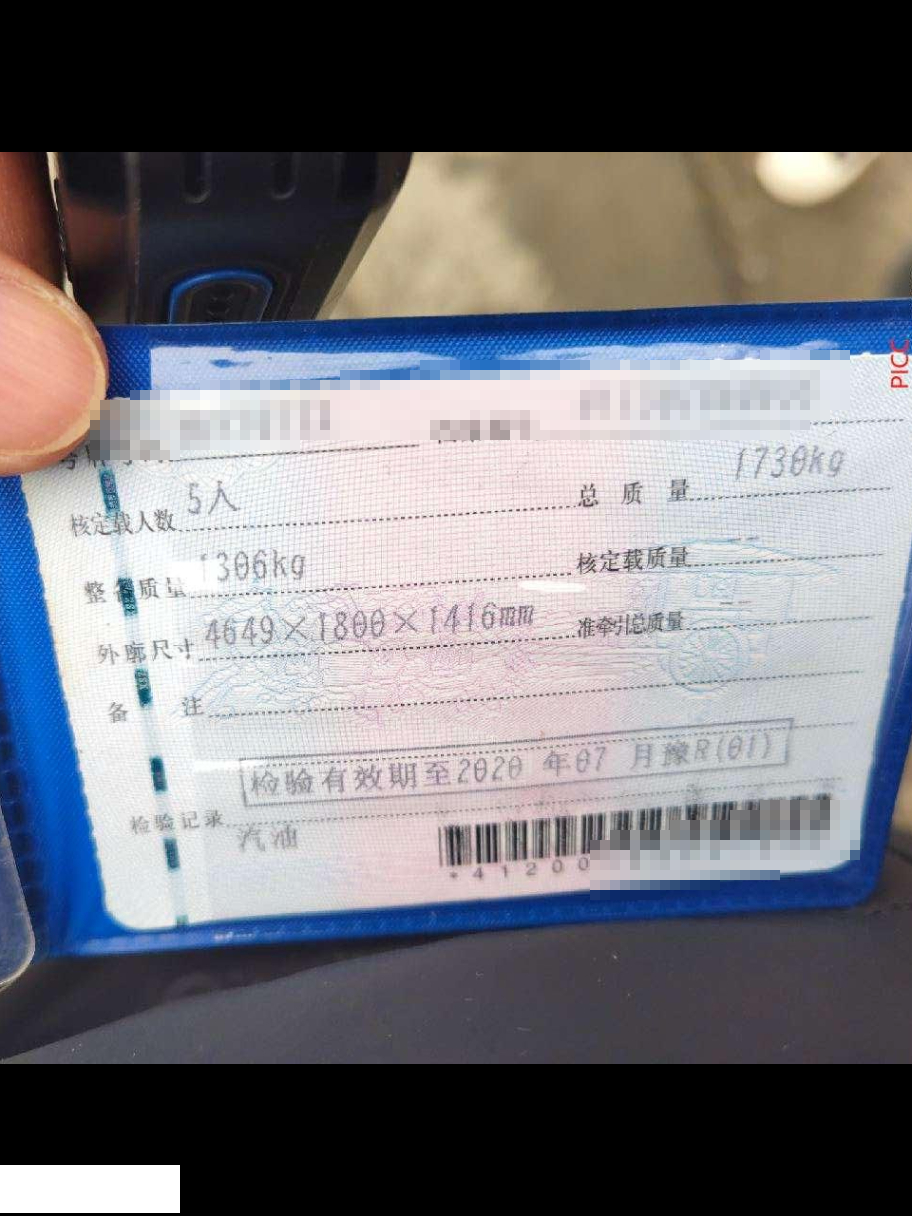 PICC
核定载人数 5人 总质量 1730kg
整备质量 1306kg 核定载质量 --
外廓尺寸 4649×1800×1416mm 准牵引总质量 --
备注
检验有效期至2020年07月豫R(01)
检验记录
汽油
*41200